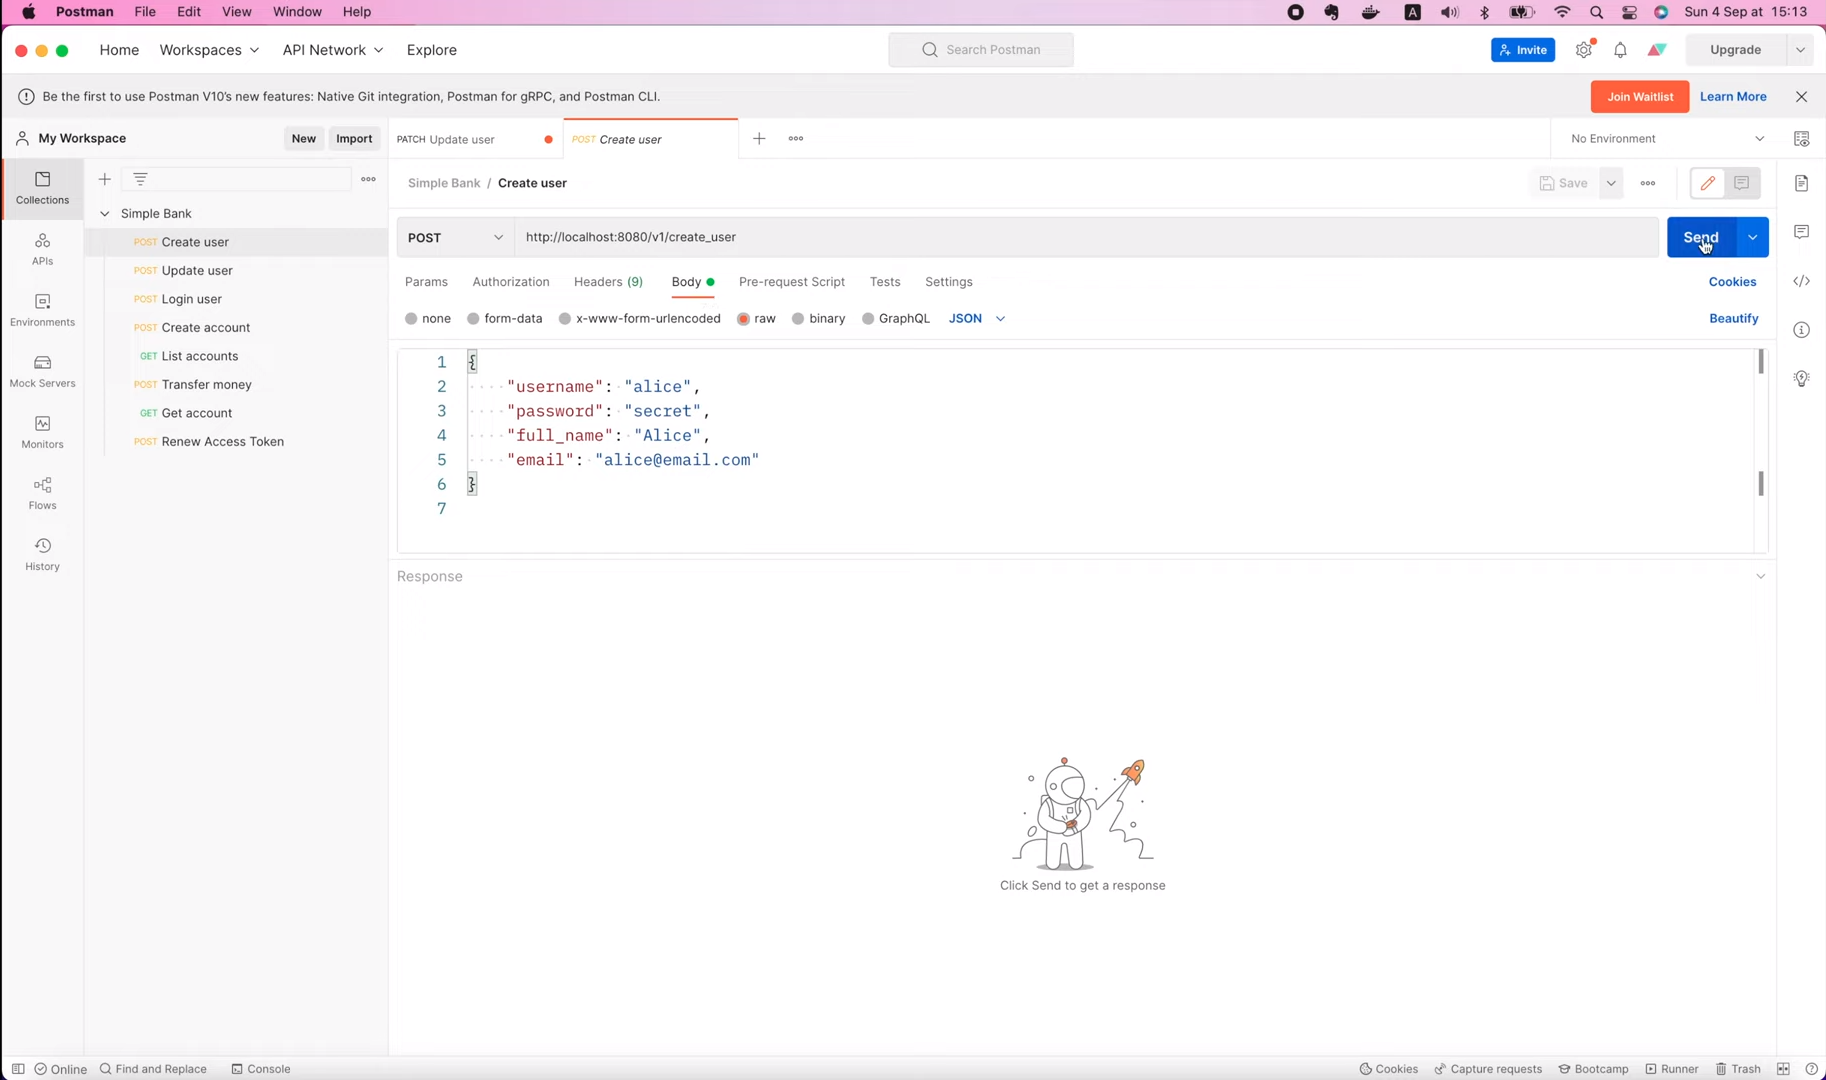 Postman File Edit View Window Help
A Sun 4 Sep at 15:13
Home Workspaces API Network Explore
Search Postman
Invite
Upgrade
Be the first to use Postman V10's new features: Native Git integration, Postman for gRPC, and Postman CLI.
Join Waitlist Learn More
My Workspace New Import
PATCH Update user POST Create user
No Environment
Collections
APIs
Environments
Mock Servers
Monitors
Flows
History
Simple Bank
POST Create user
POST Update user
POST Login user
POST Create account
GET List accounts
POST Transfer money
GET Get account
POST Renew Access Token
Simple Bank / Create user
Save
POST http://localhost:8080/v1/create_user
Send
Params Authorization Headers (9) Body Pre-request Script Tests Settings Cookies
none form-data x-www-form-urlencoded raw binary GraphQL JSON Beautify
1 {
2 "username": "alice",
3 "password": "secret",
4 "full_name": "Alice",
5 "email": "alice@email.com"
6 }
7
Response
Click Send to get a response
Online Find and Replace Console
Cookies Capture requests Bootcamp Runner Trash